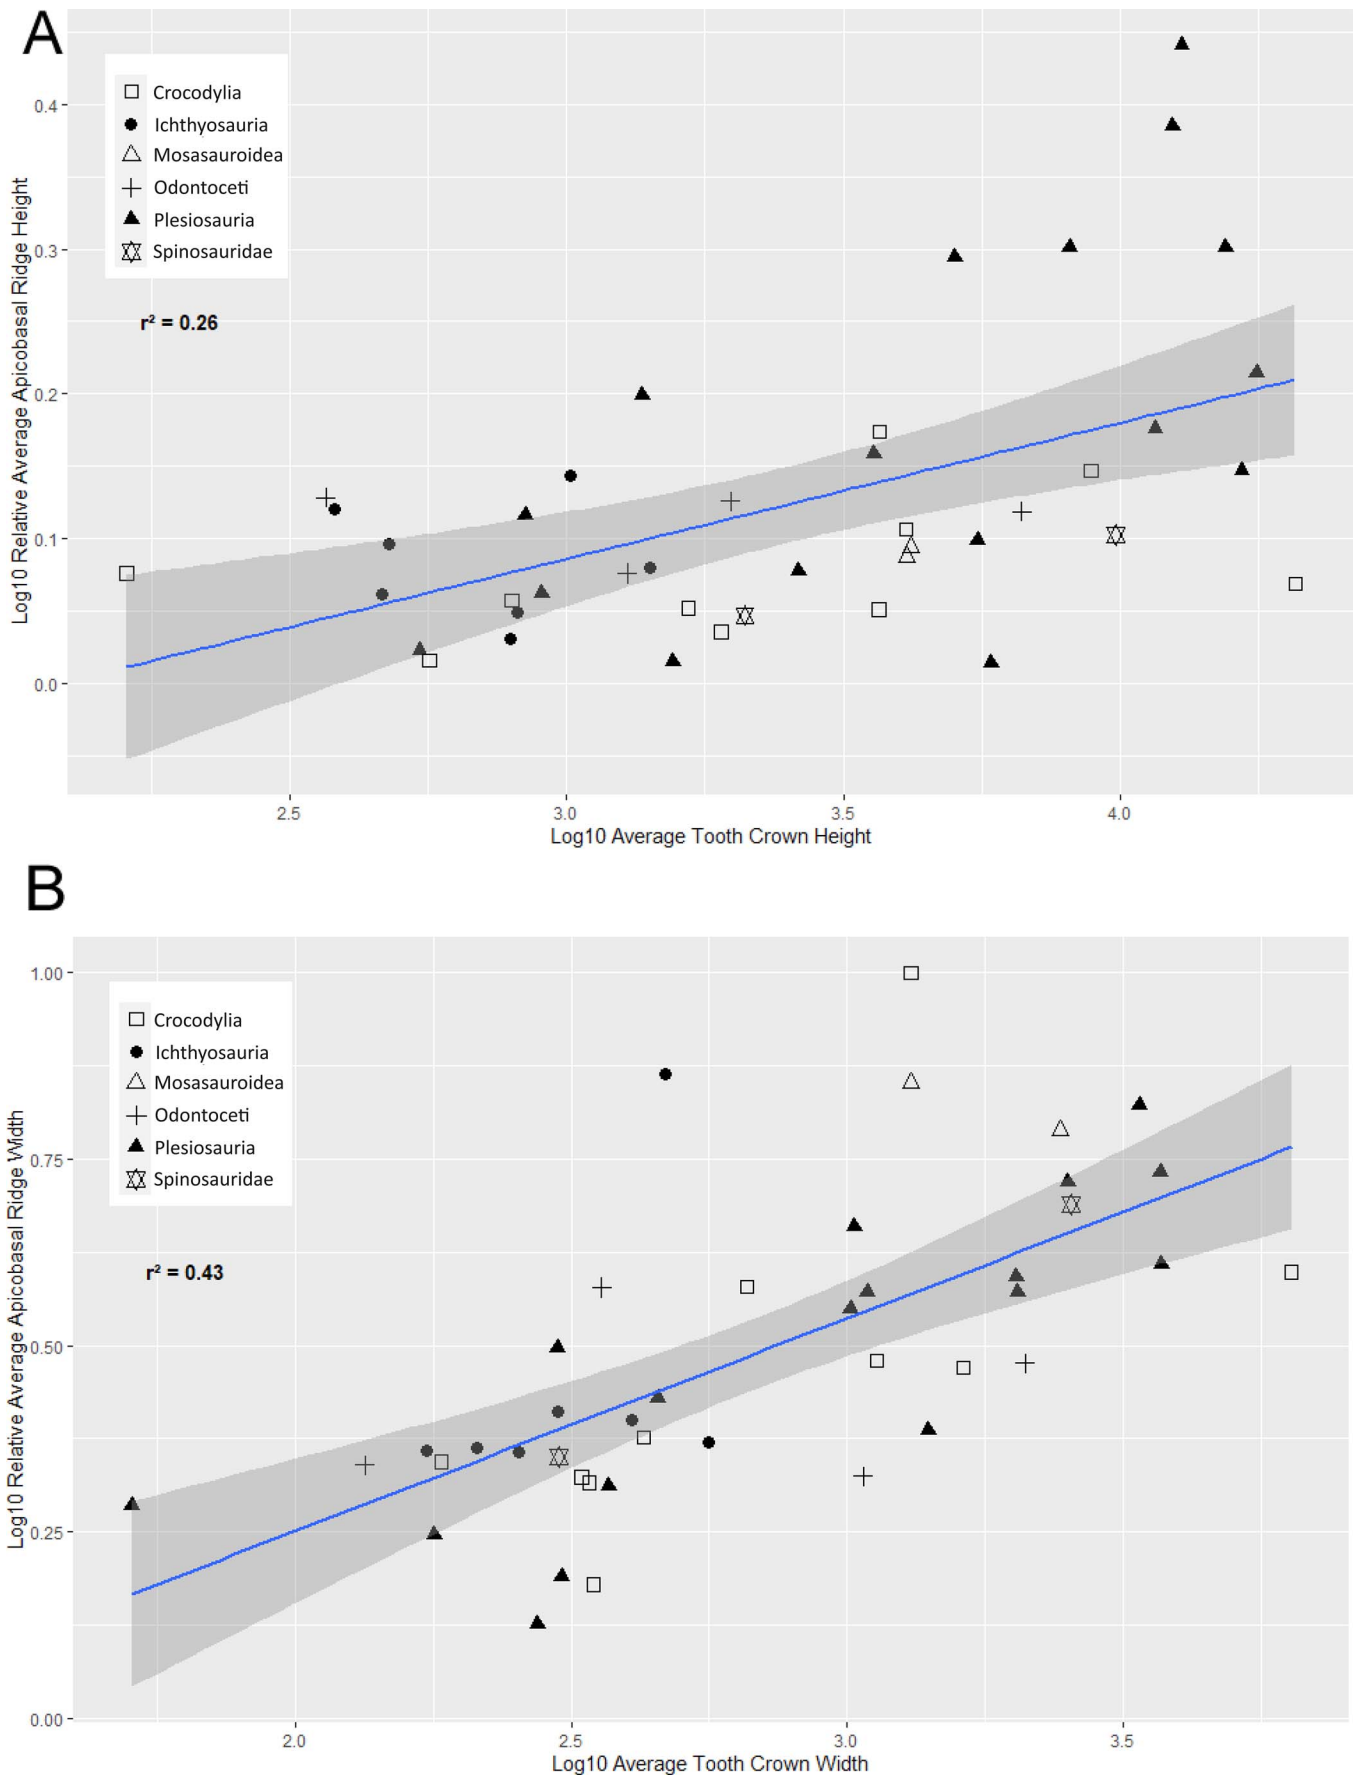 A
Crocodylia
Ichthyosauria
Mosasauroidea
Odontoceti
Plesiosauria
Spinosauridae
r² = 0.26
Log10 Relative Average Apicobasal Ridge Height
0.4
0.3
0.2
0.1
0.0
2.5 3.0 3.5 4.0
Log10 Average Tooth Crown Height
B
Crocodylia
Ichthyosauria
Mosasauroidea
Odontoceti
Plesiosauria
Spinosauridae
r² = 0.43
Log10 Relative Average Apicobasal Ridge Width
1.00
0.75
0.50
0.25
0.00
2.0 2.5 3.0 3.5
Log10 Average Tooth Crown Width